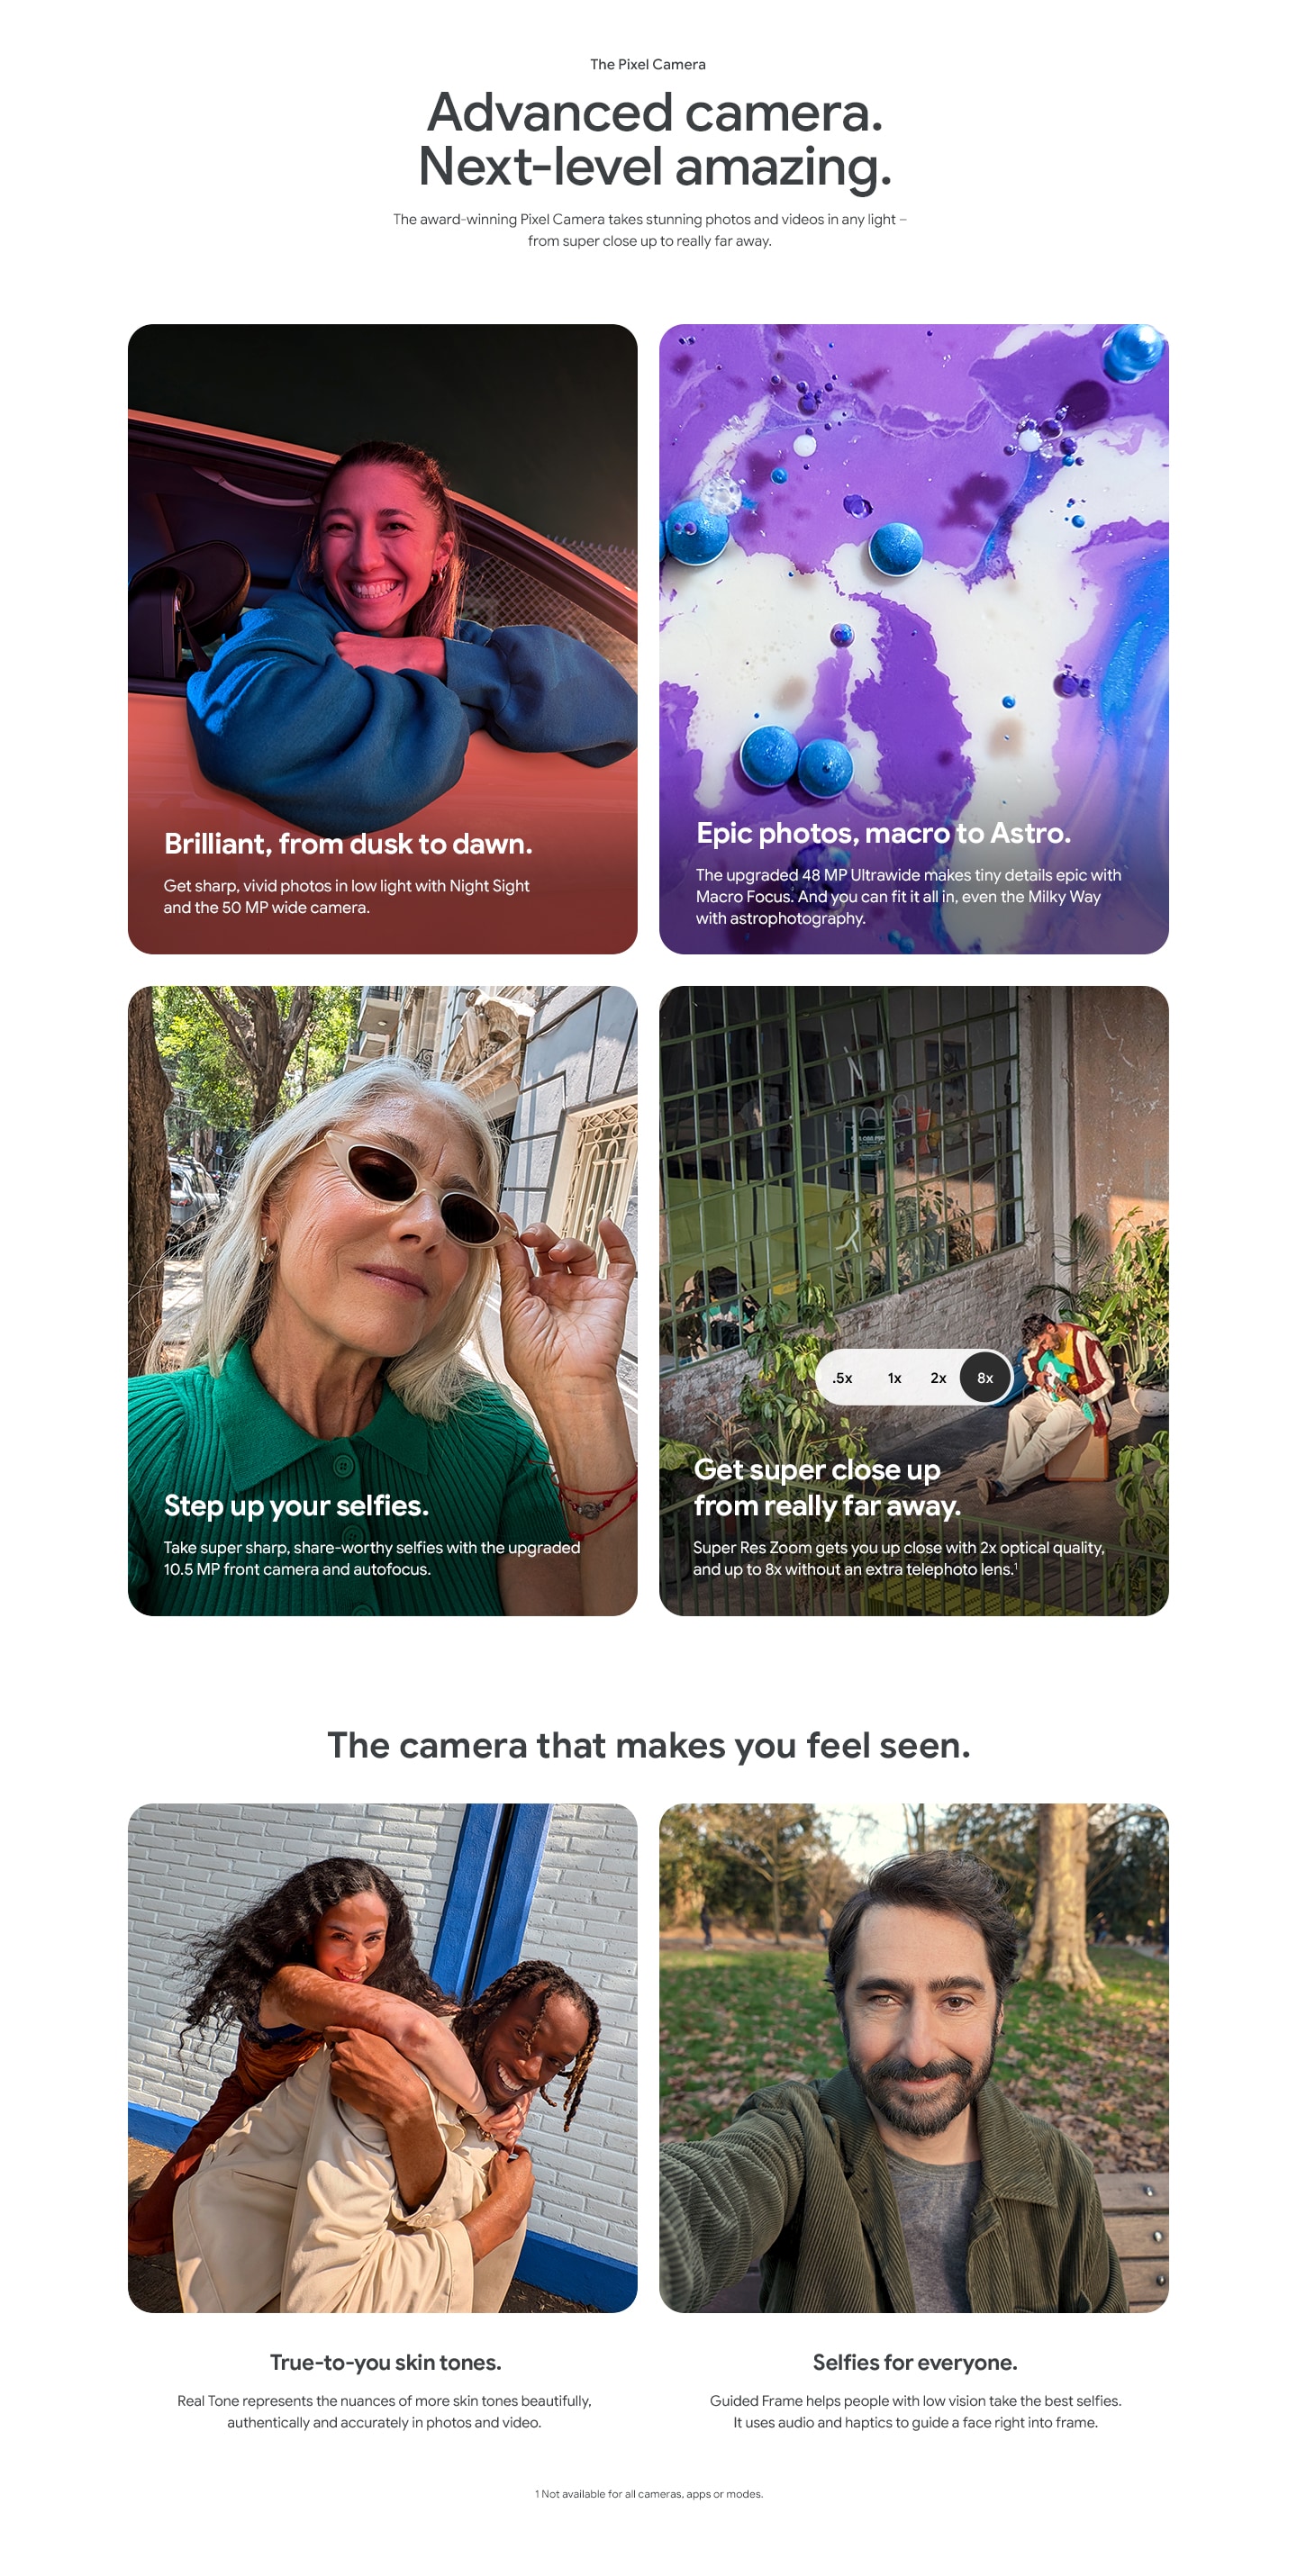 The Pixel Camera
Advanced camera.
Next-level amazing.
The award-winning Pixel Camera takes stunning photos and videos in any light –
from super close up to really far away.
Brilliant, from dusk to dawn.
Get sharp, vivid photos in low light with Night Sight
and the 50 MP wide camera.
Epic photos, macro to Astro.
The upgraded 48 MP Ultrawide makes tiny details epic with
Macro Focus. And you can fit it all in, even the Milky Way
with astrophotography.
Step up your selfies.
Take super sharp, share-worthy selfies with the upgraded
10.5 MP front camera and autofocus.
.5x 1x 2x 8x
Get super close up
from really far away.
Super Res Zoom gets you up close with 2x optical quality,
and up to 8x without an extra telephoto lens.¹
The camera that makes you feel seen.
True-to-you skin tones.
Real Tone represents the nuances of more skin tones beautifully,
authentically and accurately in photos and video.
Selfies for everyone.
Guided Frame helps people with low vision take the best selfies.
It uses audio and haptics to guide a face right into frame.
1 Not available for all cameras, apps or modes.